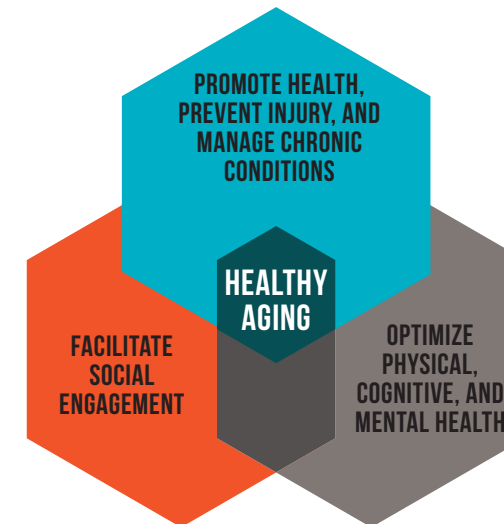 PROMOTE HEALTH,
PREVENT INJURY, AND
MANAGE CHRONIC
CONDITIONS
HEALTHY
AGING
FACILITATE
SOCIAL
ENGAGEMENT
OPTIMIZE
PHYSICAL,
COGNITIVE, AND
MENTAL HEALTH